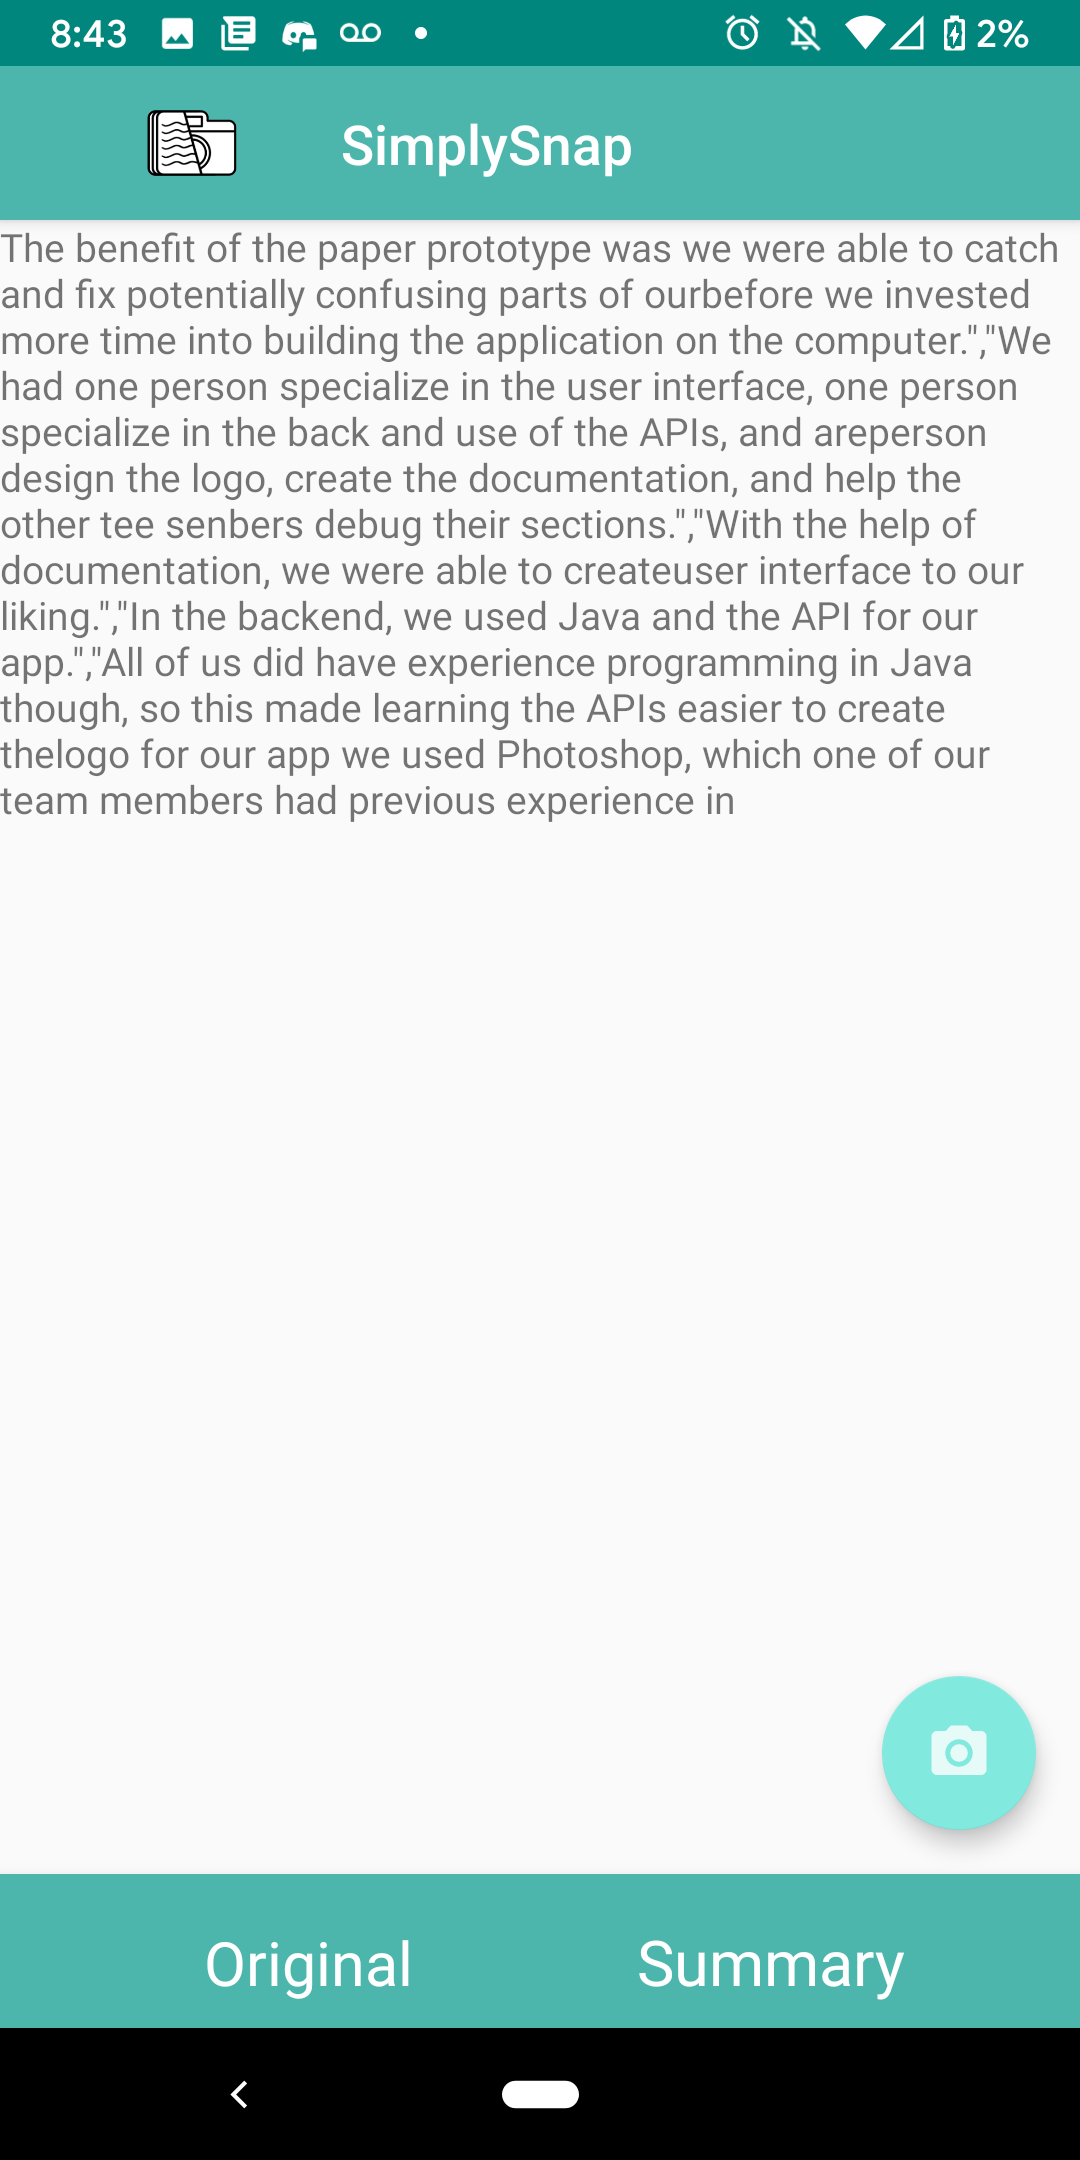 8:43
2%
SimplySnap
The benefit of the paper prototype was we were able to catch
and fix potentially confusing parts of ourbefore we invested
more time into building the application on the computer.","We
had one person specialize in the user interface, one person
specialize in the back and use of the APIs, and areperson
design the logo, create the documentation, and help the
other tee senbers debug their sections.","With the help of
documentation, we were able to createuser interface to our
liking.","In the backend, we used Java and the API for our
app.","All of us did have experience programming in Java
though, so this made learning the APIs easier to create
thelogo for our app we used Photoshop, which one of our
team members had previous experience in
Original
Summary